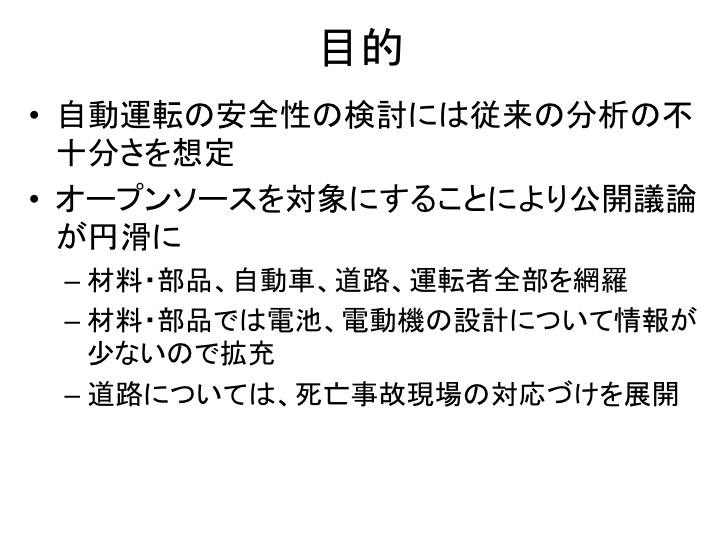 目的
• 自動運転の安全性の検討には従来の分析の不
十分さを想定
• オープンソースを対象にすることにより公開議論
が円滑に
– 材料・部品、自動車、道路、運転者全部を網羅
– 材料・部品では電池、電動機の設計について情報が
少ないので拡充
– 道路については、死亡事故現場の対応づけを展開